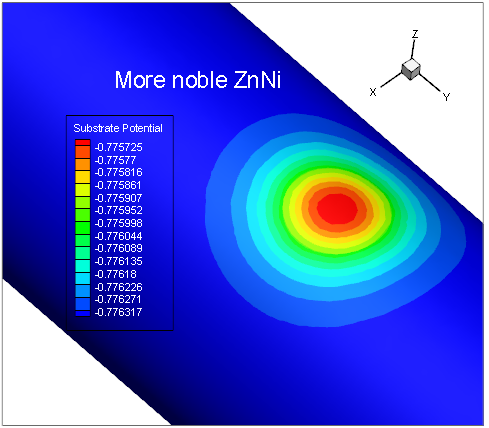 Z
X
Y
More noble ZnNi
Substrate Potential
-0.775725
-0.77577
-0.775816
-0.775861
-0.775907
-0.775952
-0.775998
-0.776044
-0.776089
-0.776135
-0.77618
-0.776226
-0.776271
-0.776317